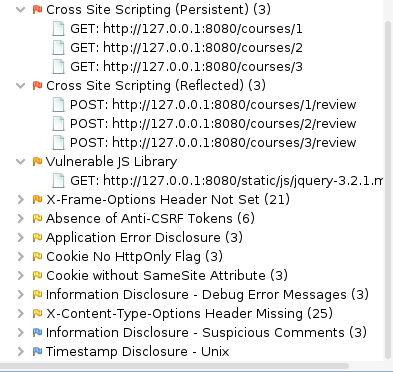 Cross Site Scripting (Persistent) (3)
GET: http://127.0.0.1:8080/courses/1
GET: http://127.0.0.1:8080/courses/2
GET: http://127.0.0.1:8080/courses/3
Cross Site Scripting (Reflected) (3)
POST: http://127.0.0.1:8080/courses/1/review
POST: http://127.0.0.1:8080/courses/2/review
POST: http://127.0.0.1:8080/courses/3/review
Vulnerable JS Library
GET: http://127.0.0.1:8080/static/js/jquery-3.2.1.m
X-Frame-Options Header Not Set (21)
Absence of Anti-CSRF Tokens (6)
Application Error Disclosure (3)
Cookie No HttpOnly Flag (3)
Cookie without SameSite Attribute (3)
Information Disclosure - Debug Error Messages (3)
X-Content-Type-Options Header Missing (25)
Information Disclosure - Suspicious Comments (3)
Timestamp Disclosure - Unix